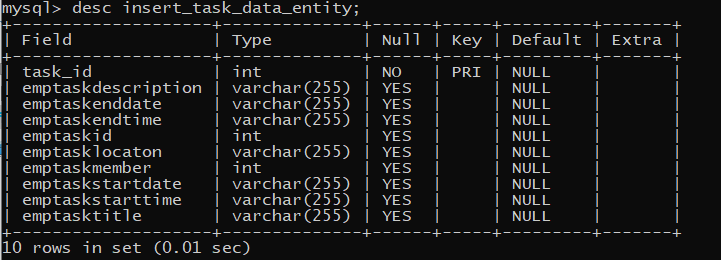 mysql> desc insert_task_data_entity;
+--------------------+--------------+------+-----+---------+-------+
| Field              | Type         | Null | Key | Default | Extra |
+--------------------+--------------+------+-----+---------+-------+
| task_id            | int          | NO   | PRI | NULL    |       |
| emptaskdescription | varchar(255) | YES  |     | NULL    |       |
| emptaskenddate     | varchar(255) | YES  |     | NULL    |       |
| emptaskendtime     | varchar(255) | YES  |     | NULL    |       |
| emptaskid          | int          | YES  |     | NULL    |       |
| emptasklocaton     | varchar(255) | YES  |     | NULL    |       |
| emptaskmember      | int          | YES  |     | NULL    |       |
| emptaskstartdate   | varchar(255) | YES  |     | NULL    |       |
| emptaskstarttime   | varchar(255) | YES  |     | NULL    |       |
| emptasktitle       | varchar(255) | YES  |     | NULL    |       |
+--------------------+--------------+------+-----+---------+-------+
10 rows in set (0.01 sec)